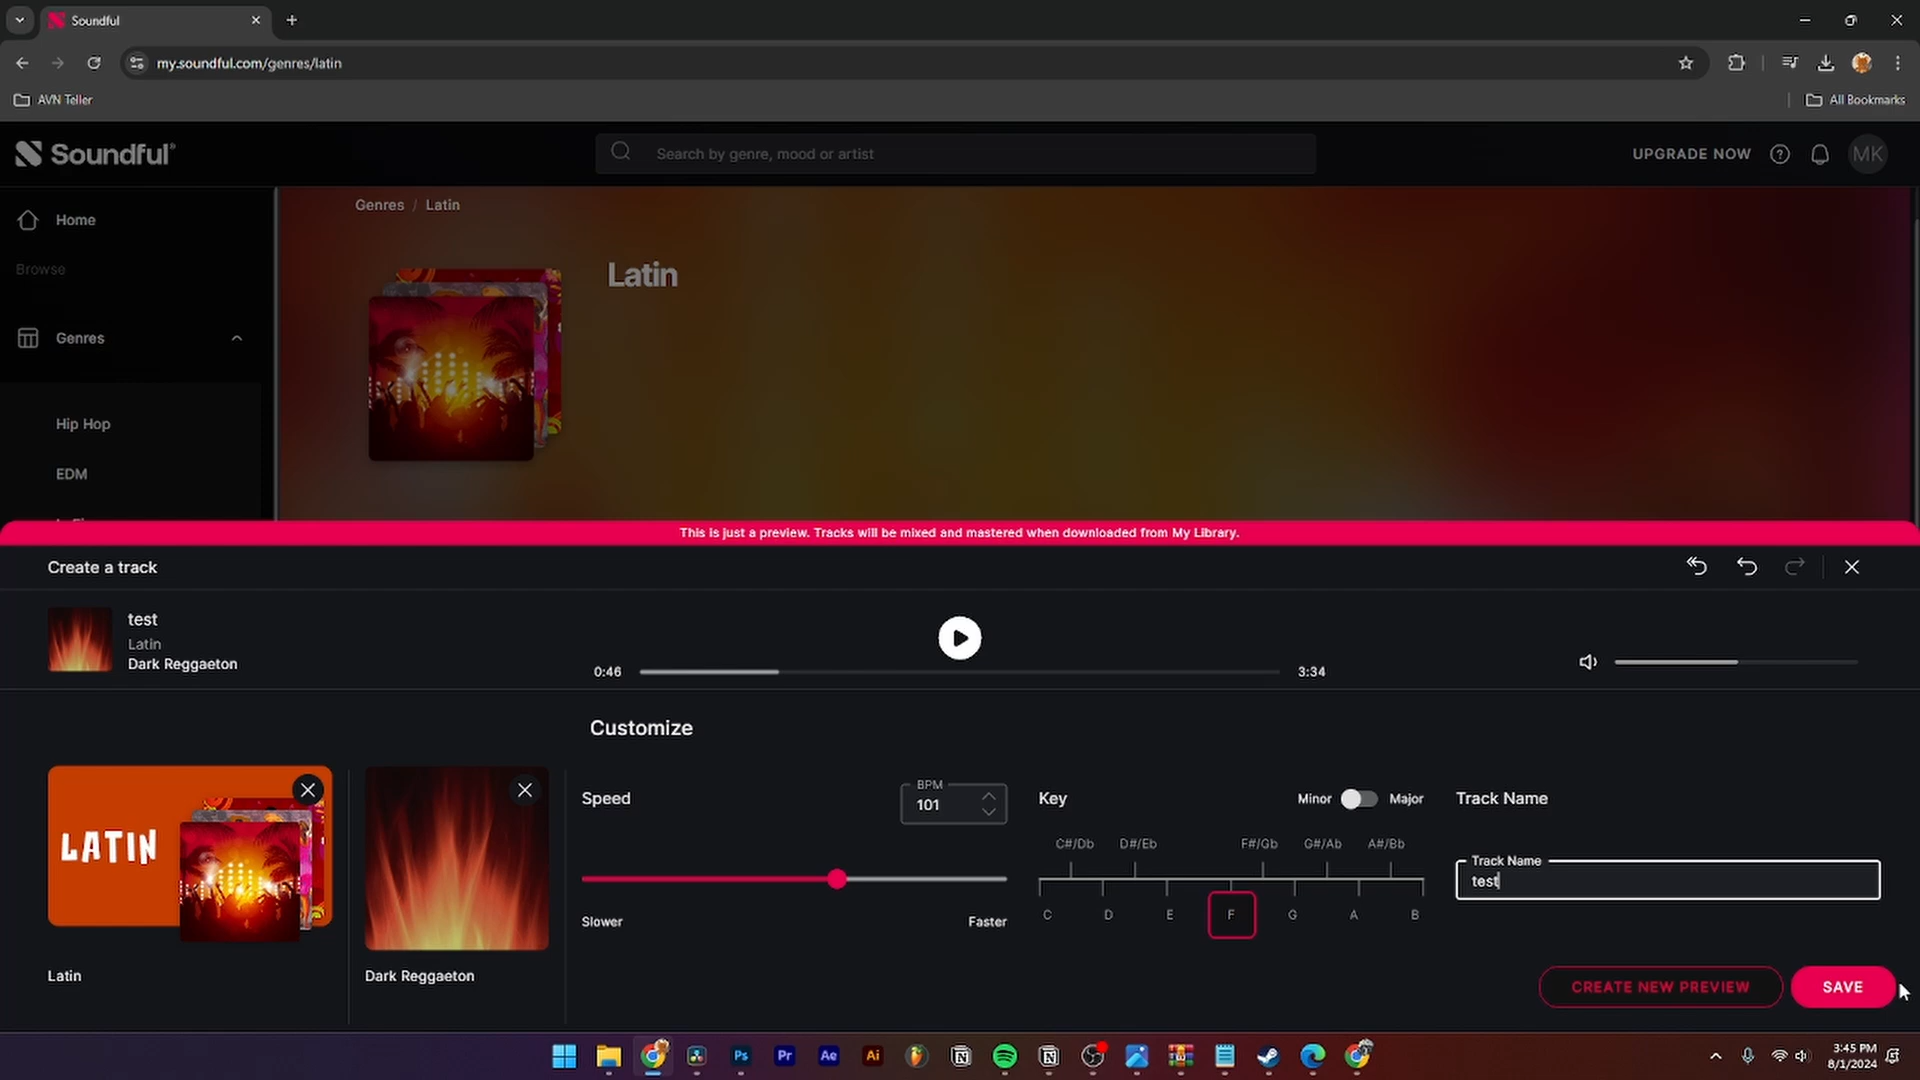 Soundful
my.soundful.com/genres/latin
AVN Teller
All Bookmarks
Soundful®
Search by genre, mood or artist
UPGRADE NOW
MK
Home
Browse
Genres
Hip Hop
EDM
Genres / Latin
Latin
This is just a preview. Tracks will be mixed and mastered when downloaded from My Library.
Create a track
test
Latin
Dark Reggaeton
0:46
3:34
Customize
LATIN
Latin
Dark Reggaeton
Speed
BPM
101
Slower
Faster
Key
Minor
Major
C#/Db
D#/Eb
F#/Gb
G#/Ab
A#/Bb
C
D
E
F
G
A
B
Track Name
Track Name
test
CREATE NEW PREVIEW
SAVE
Ps
Pr
Ae
Ai
3:45 PM
8/1/2024